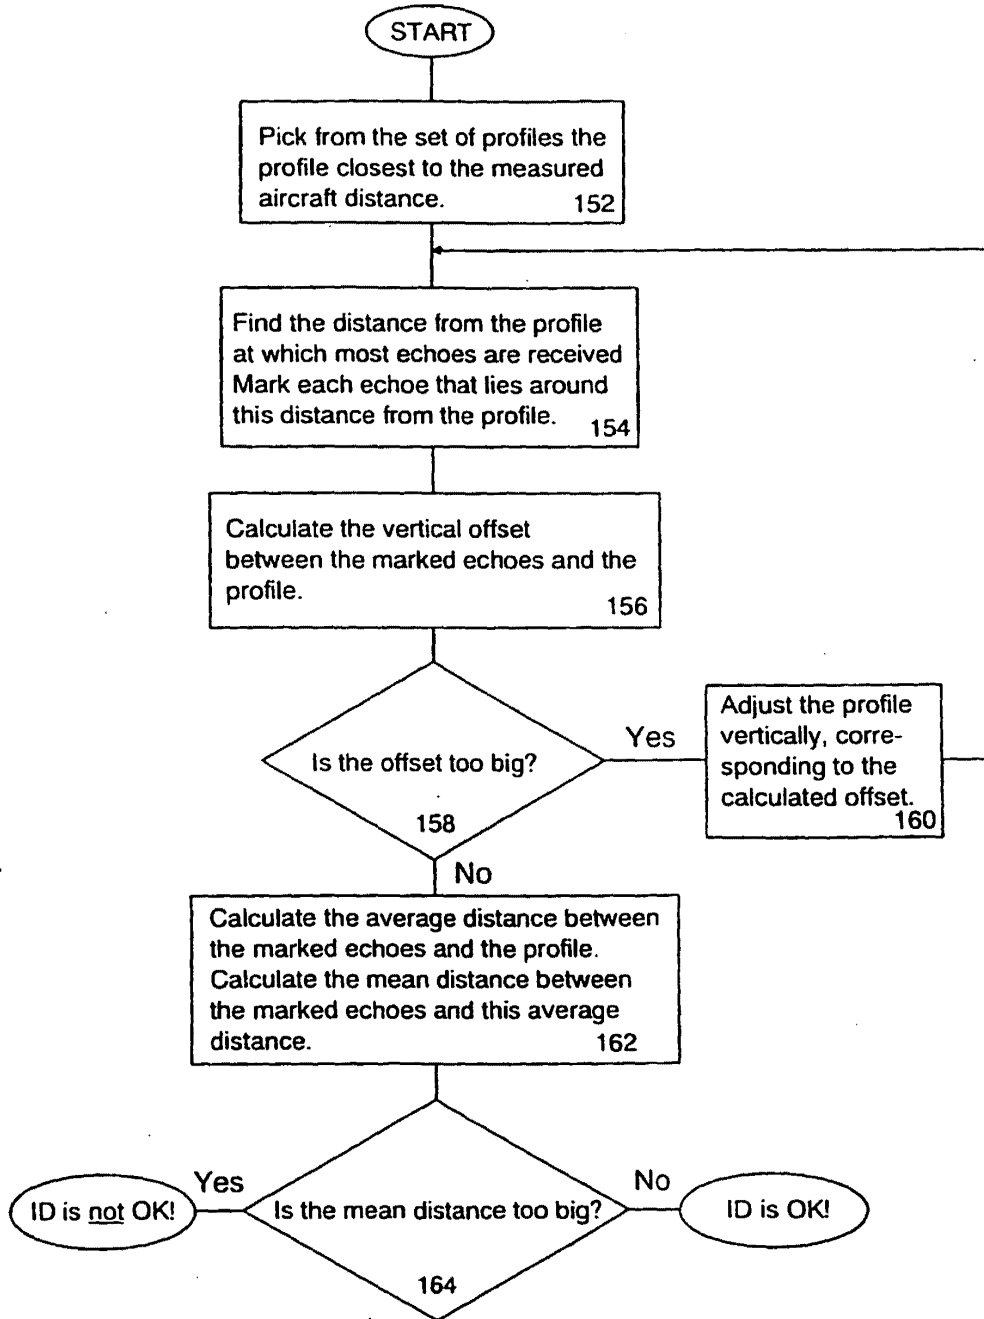 START
Pick from the set of profiles the
profile closest to the measured
aircraft distance.
152
Find the distance from the profile
at which most echoes are received
Mark each echoe that lies around
this distance from the profile.
154
Calculate the vertical offset
between the marked echoes and the
profile.
156
Is the offset too big?
158
Yes
Adjust the profile
vertically, corre-
sponding to the
calculated offset.
160
No
Calculate the average distance between
the marked echoes and the profile.
Calculate the mean distance between
the marked echoes and this average
distance.
162
Is the mean distance too big?
164
Yes
ID is not OK!
No
ID is OK!